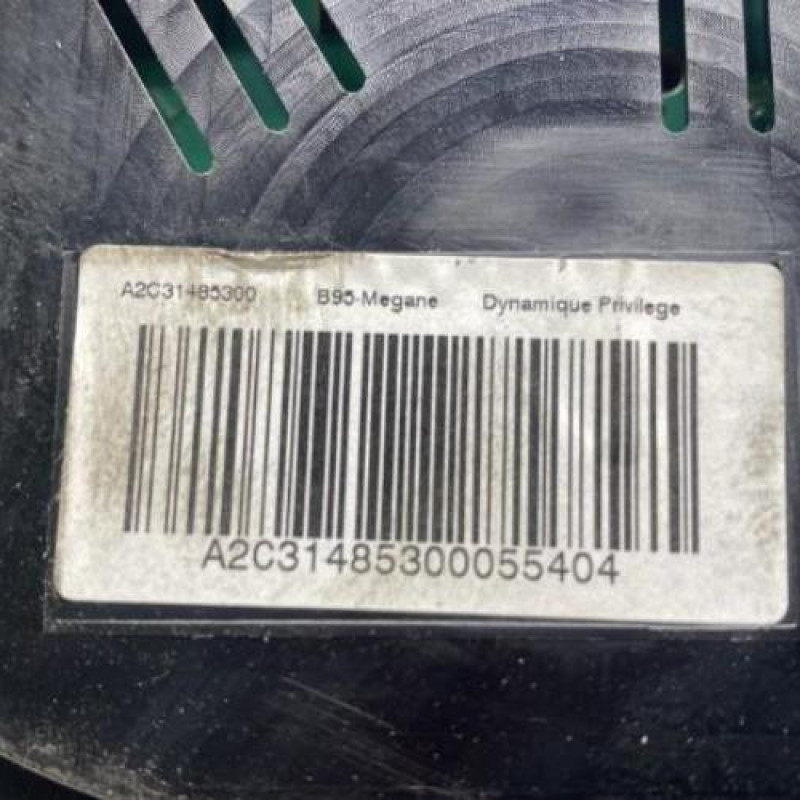 A2C31485300 B95-Megane Dynamique Privilege
A2C31485300055404